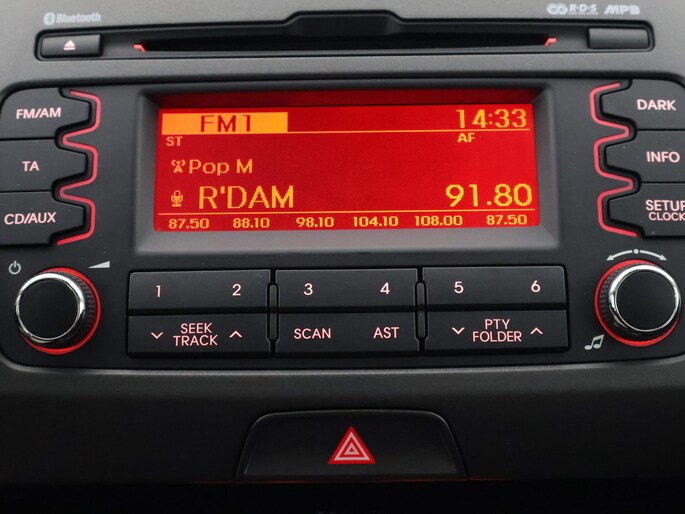 Bluetooth
R·D·S MP3
FM/AM
TA
CD/AUX
FM1 14:33
ST AF
Pop M
R'DAM 91.80
87.50 88.10 98.10 104.10 108.00 87.50
DARK
INFO
SETUP
CLOCK
1 2 3 4 5 6
SEEK
TRACK
SCAN AST
PTY
FOLDER